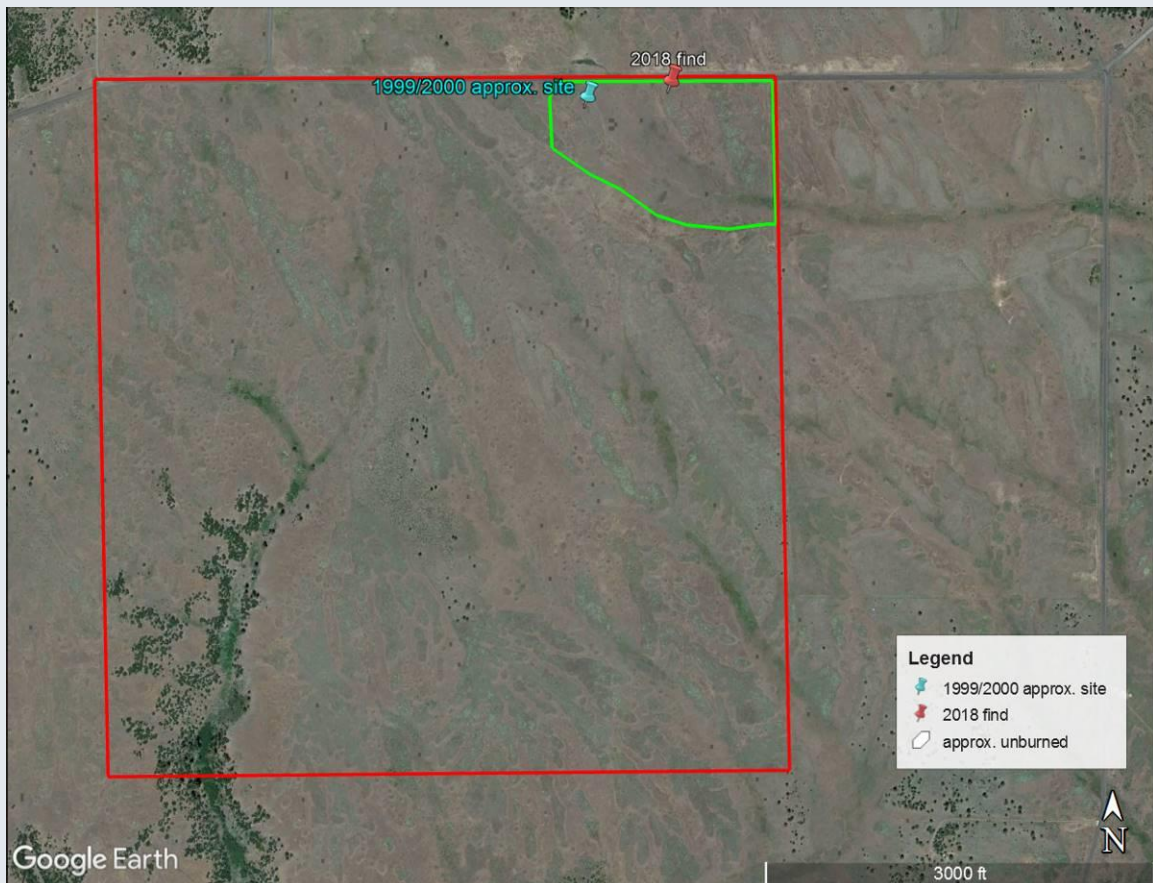 2018 find
1999/2000 approx. site
Legend
1999/2000 approx. site
2018 find
approx. unburned
N
Google Earth
3000 ft